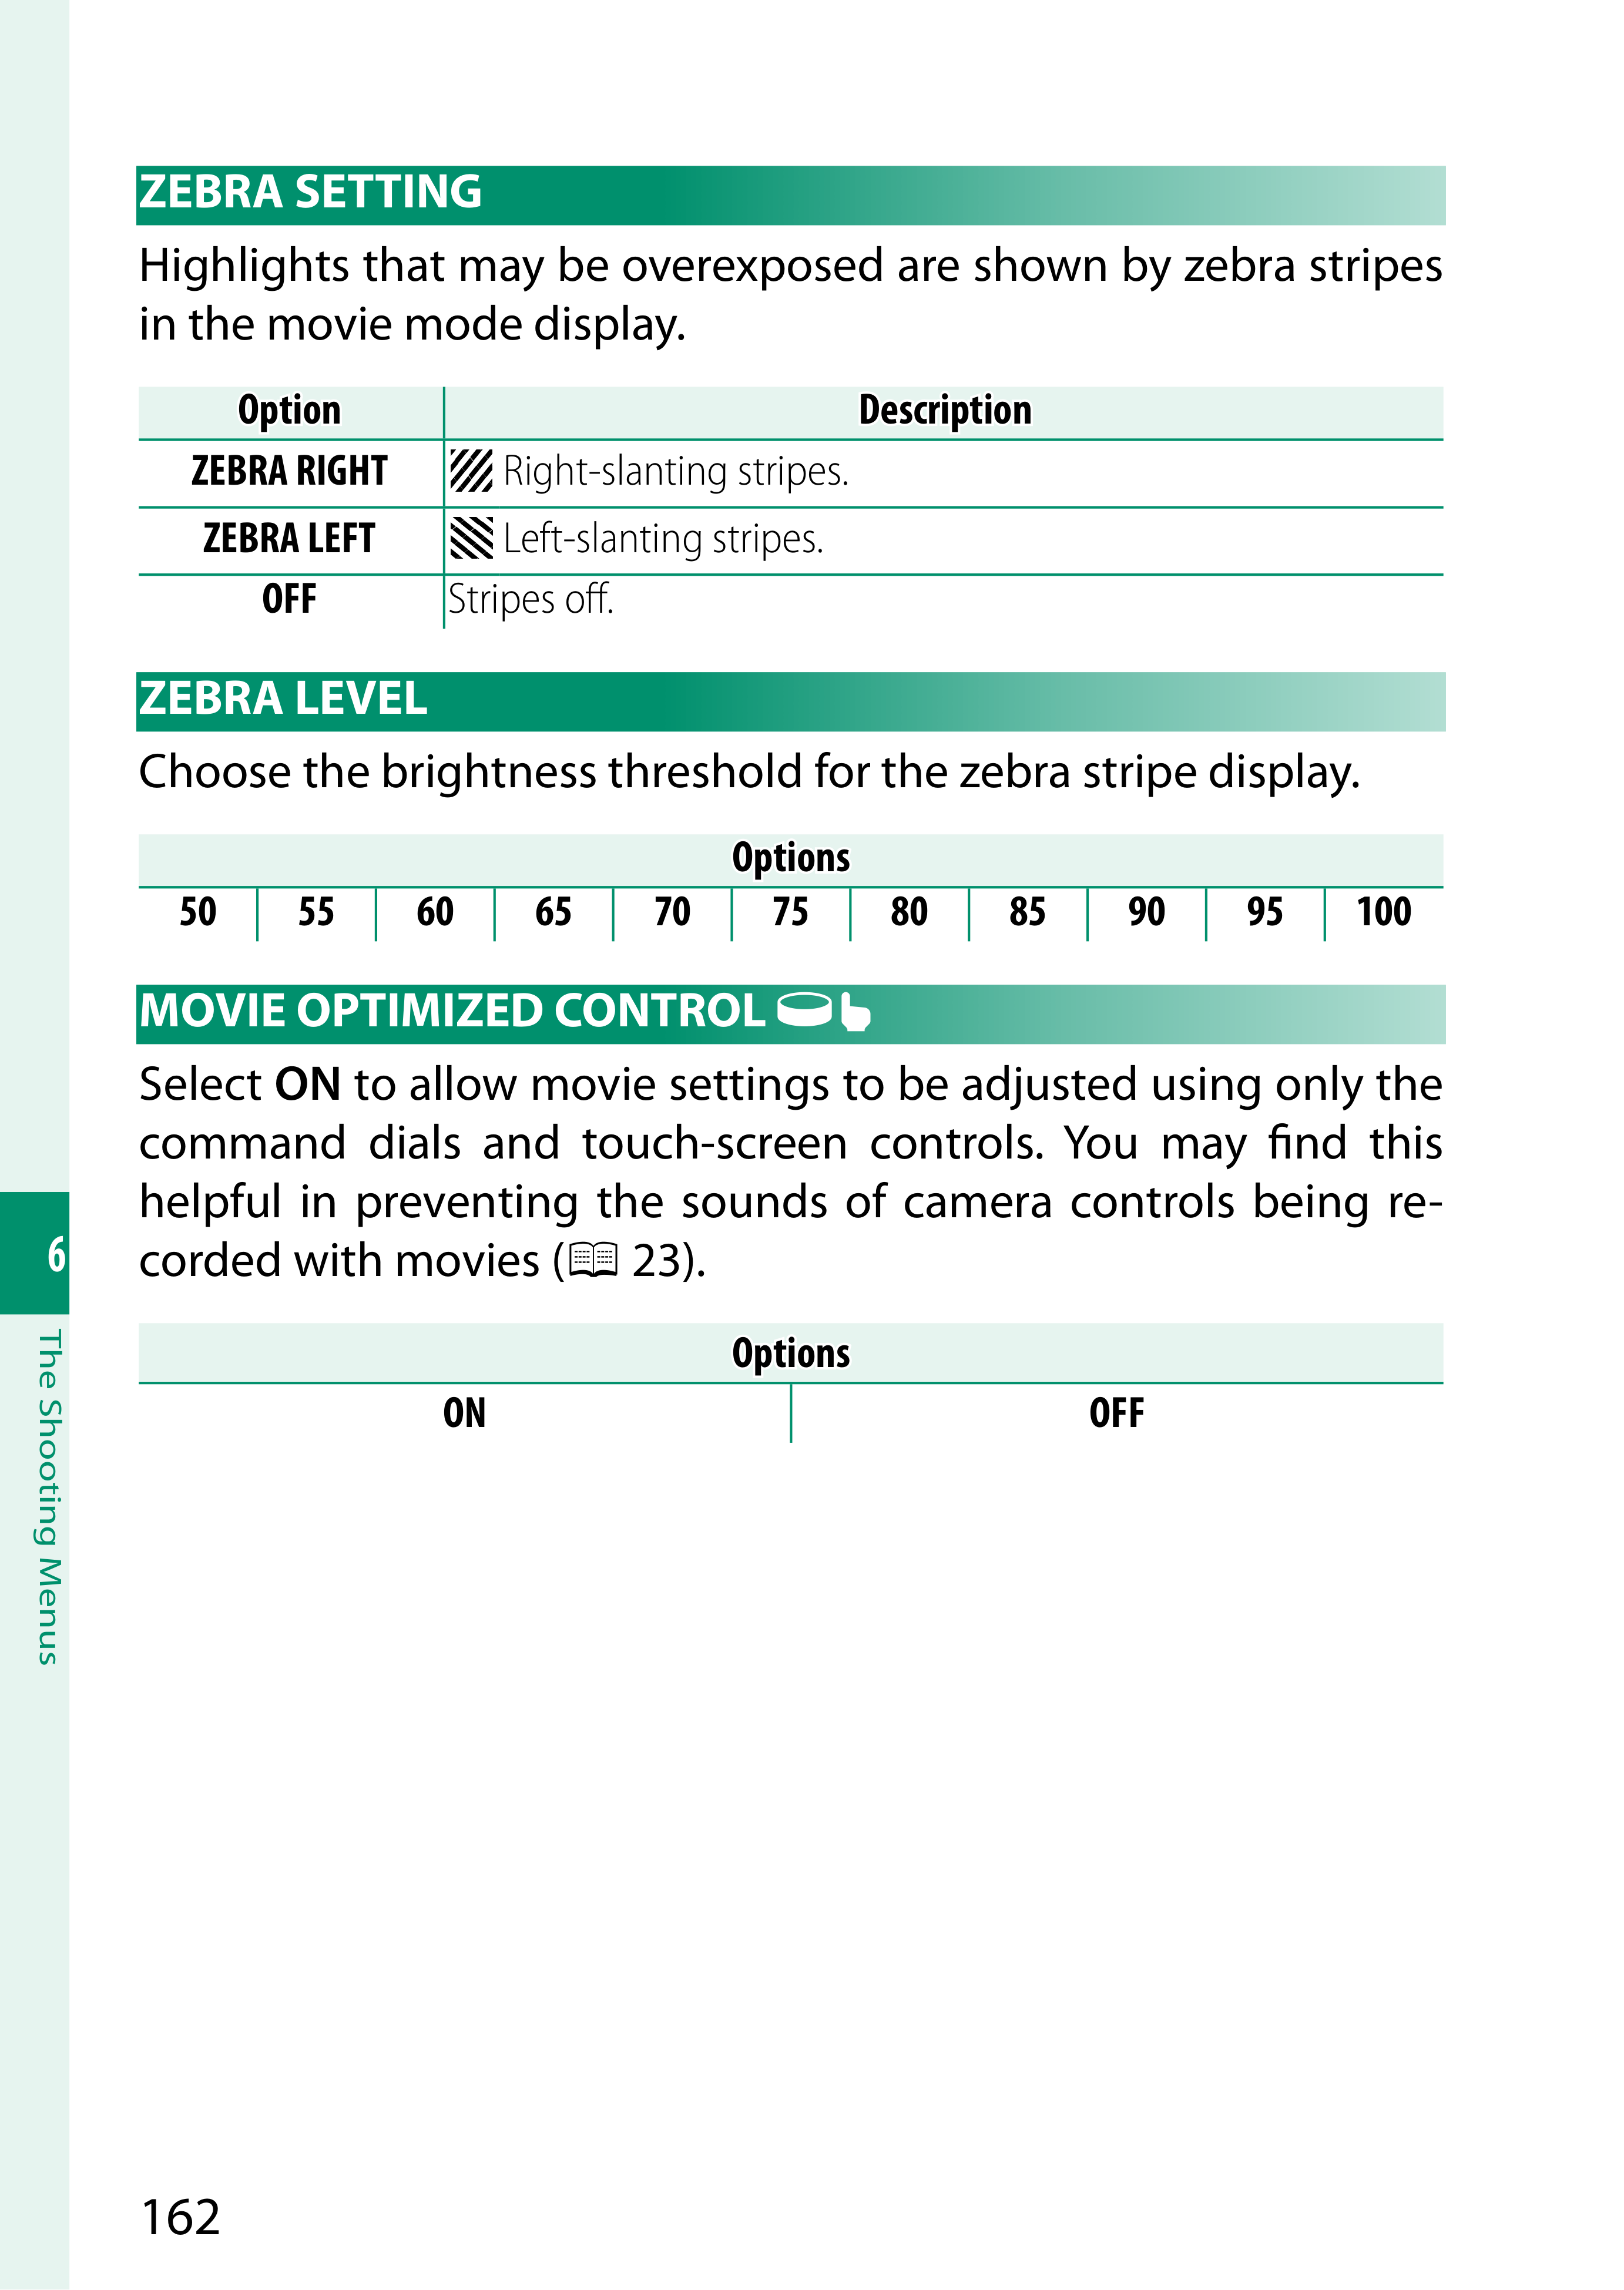 ZEBRA SETTING
Highlights that may be overexposed are shown by zebra stripes
in the movie mode display.
Option Description
ZEBRA RIGHT Right-slanting stripes.
ZEBRA LEFT Left-slanting stripes.
OFF Stripes off.
ZEBRA LEVEL
Choose the brightness threshold for the zebra stripe display.
Options
50 55 60 65 70 75 80 85 90 95 100
MOVIE OPTIMIZED CONTROL
Select ON to allow movie settings to be adjusted using only the
command dials and touch-screen controls. You may find this
helpful in preventing the sounds of camera controls being re-
corded with movies ( 23).
Options
ON OFF
6
The Shooting Menus
162